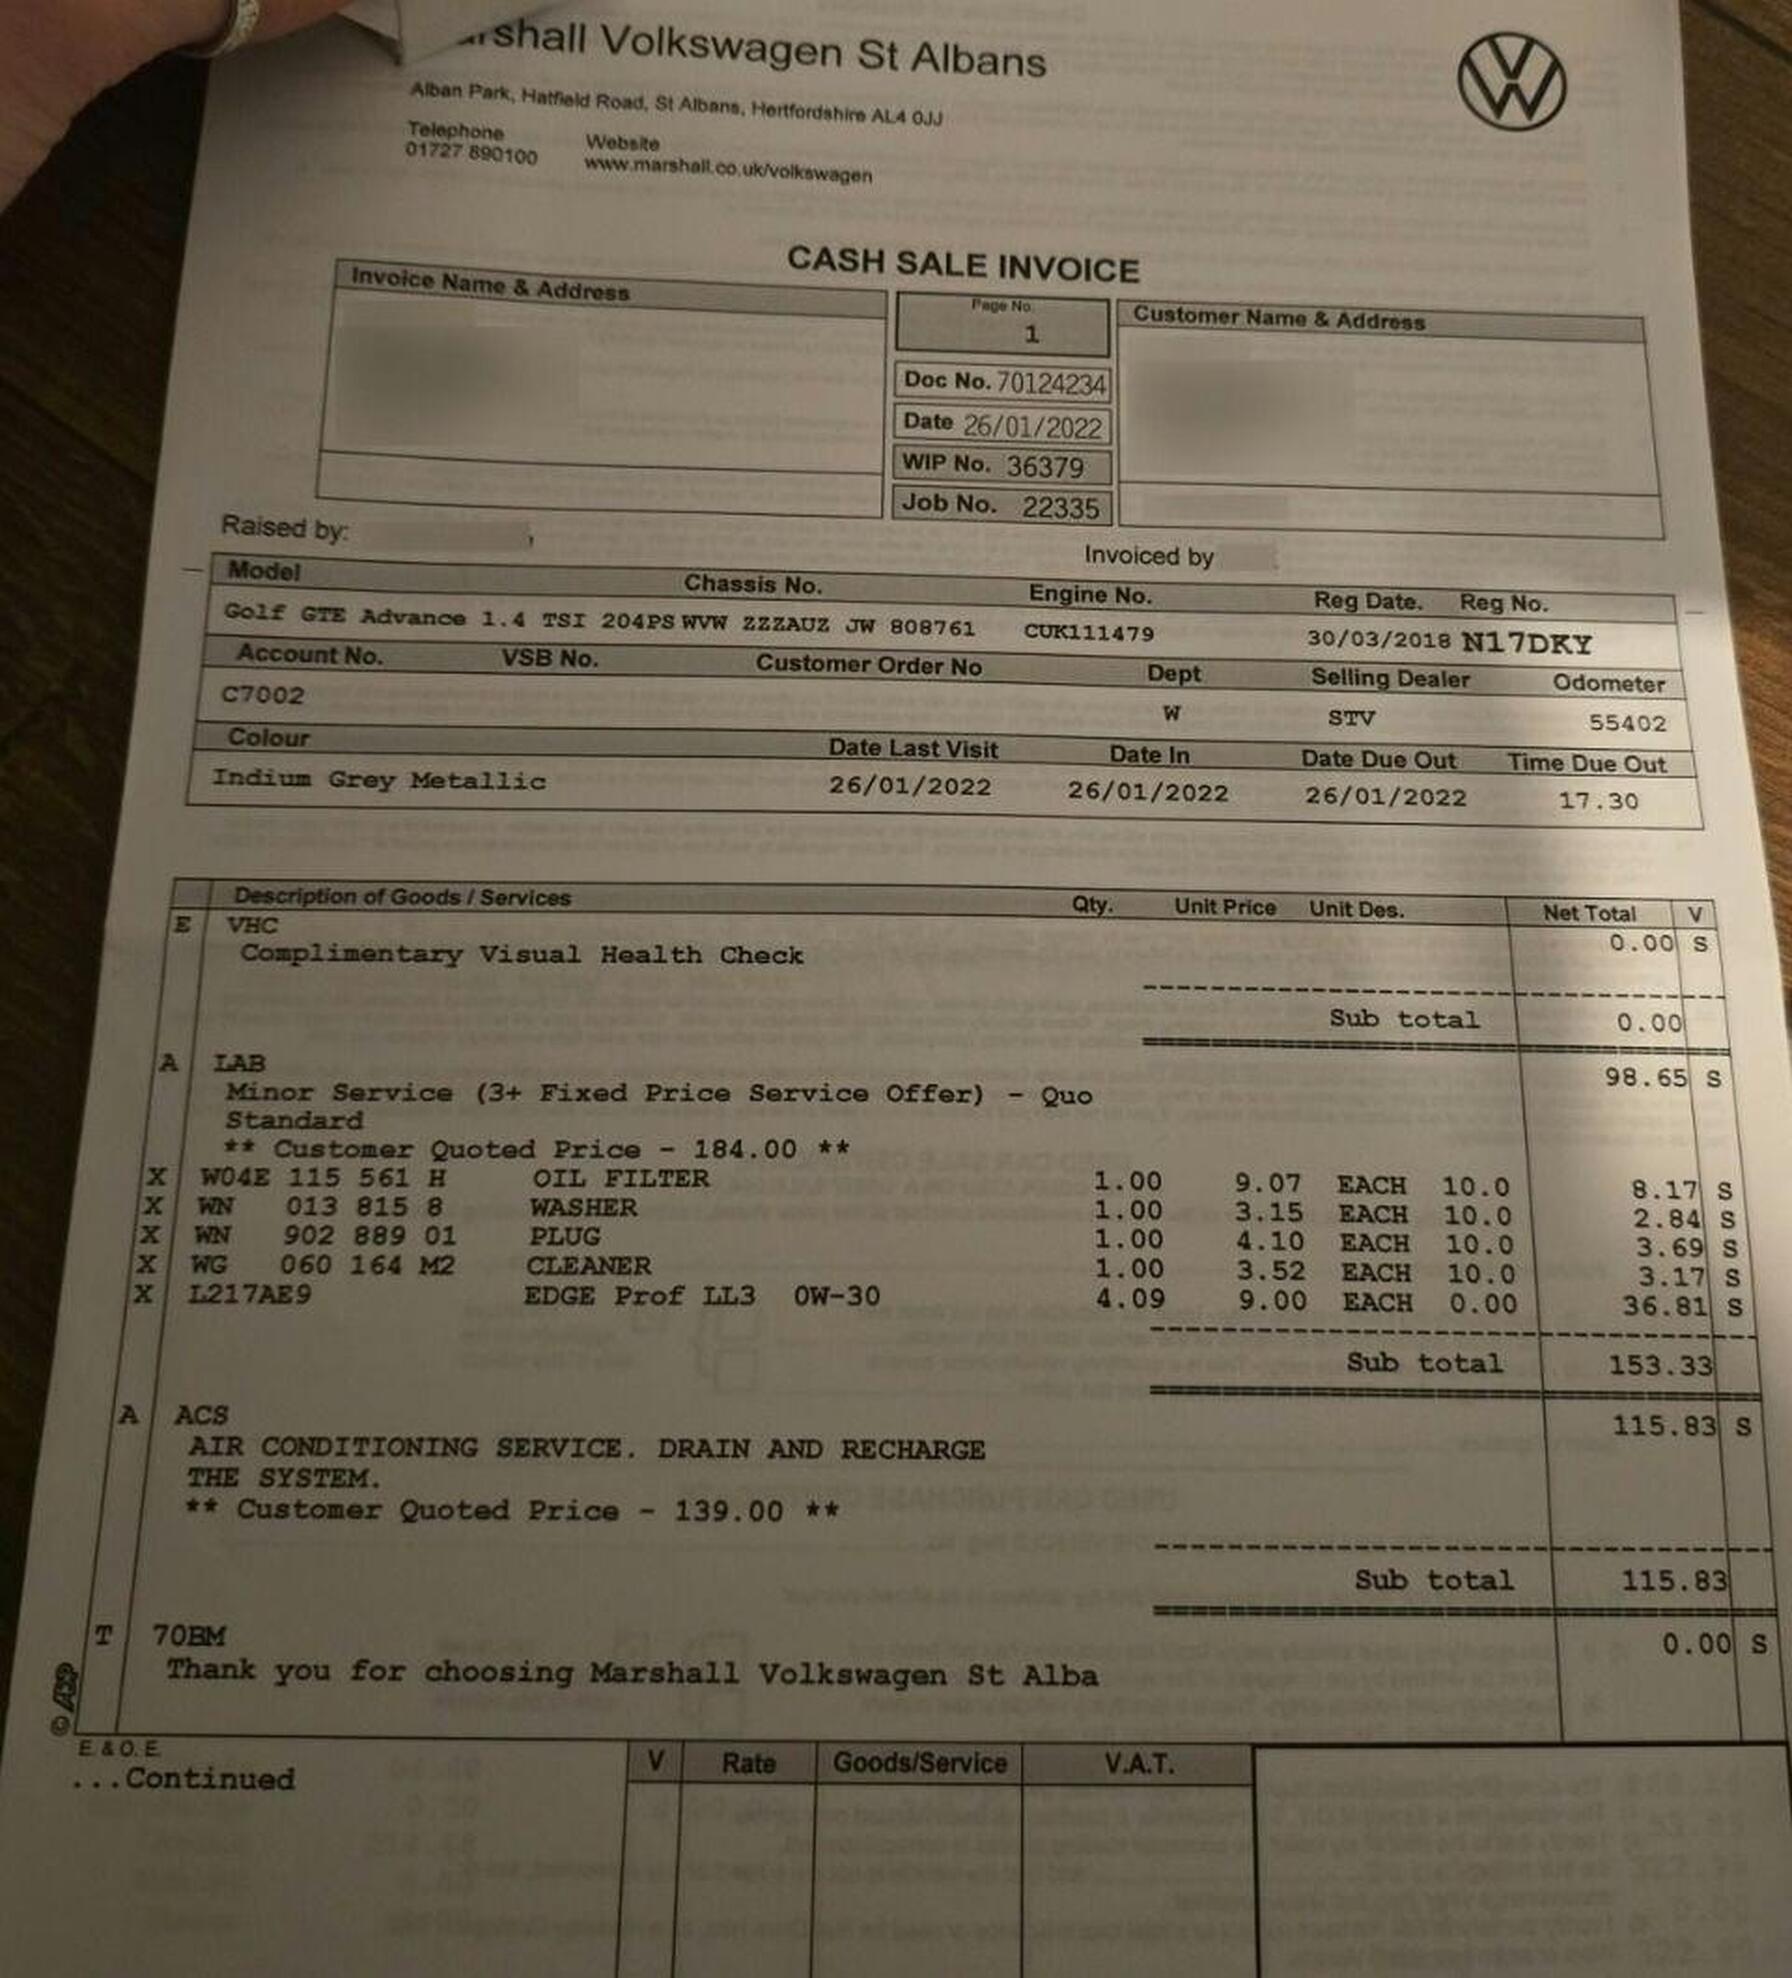 shall Volkswagen St Albans
Alban Park, Hatfield Road, St Albans, Hertfordshire AL4 0JJ
Telephone Website
01727 890100 www.marshall.co.uk/volkswagen
CASH SALE INVOICE
Invoice Name & Address
Page No.
1
Customer Name & Address
Doc No. 70124234
Date 26/01/2022
WIP No. 36379
Job No. 22335
Raised by:
Invoiced by
Model Chassis No. Engine No. Reg Date. Reg No.
Golf GTE Advance 1.4 TSI 204PS WVW ZZZAUZ JW 808761 CUK111479 30/03/2018 N17DKY
Account No. VSB No. Customer Order No Dept Selling Dealer Odometer
C7002 W STV 55402
Colour Date Last Visit Date In Date Due Out Time Due Out
Indium Grey Metallic 26/01/2022 26/01/2022 26/01/2022 17.30
Description of Goods / Services Qty. Unit Price Unit Des. Net Total V
E VHC 0.00 S
Complimentary Visual Health Check
Sub total 0.00
A LAB 98.65 S
Minor Service (3+ Fixed Price Service Offer) - Quo
Standard
** Customer Quoted Price - 184.00 **
X W04E 115 561 H OIL FILTER 1.00 9.07 EACH 10.0 8.17 S
X WN 013 815 8 WASHER 1.00 3.15 EACH 10.0 2.84 S
X WN 902 889 01 PLUG 1.00 4.10 EACH 10.0 3.69 S
X WG 060 164 M2 CLEANER 1.00 3.52 EACH 10.0 3.17 S
X L217AE9 EDGE Prof LL3 0W-30 4.09 9.00 EACH 0.00 36.81 S
Sub total 153.33
A ACS 115.83 S
AIR CONDITIONING SERVICE. DRAIN AND RECHARGE
THE SYSTEM.
** Customer Quoted Price - 139.00 **
Sub total 115.83
T 70BM 0.00 S
Thank you for choosing Marshall Volkswagen St Alba
E. & O. E.
...Continued
V Rate Goods/Service V.A.T.